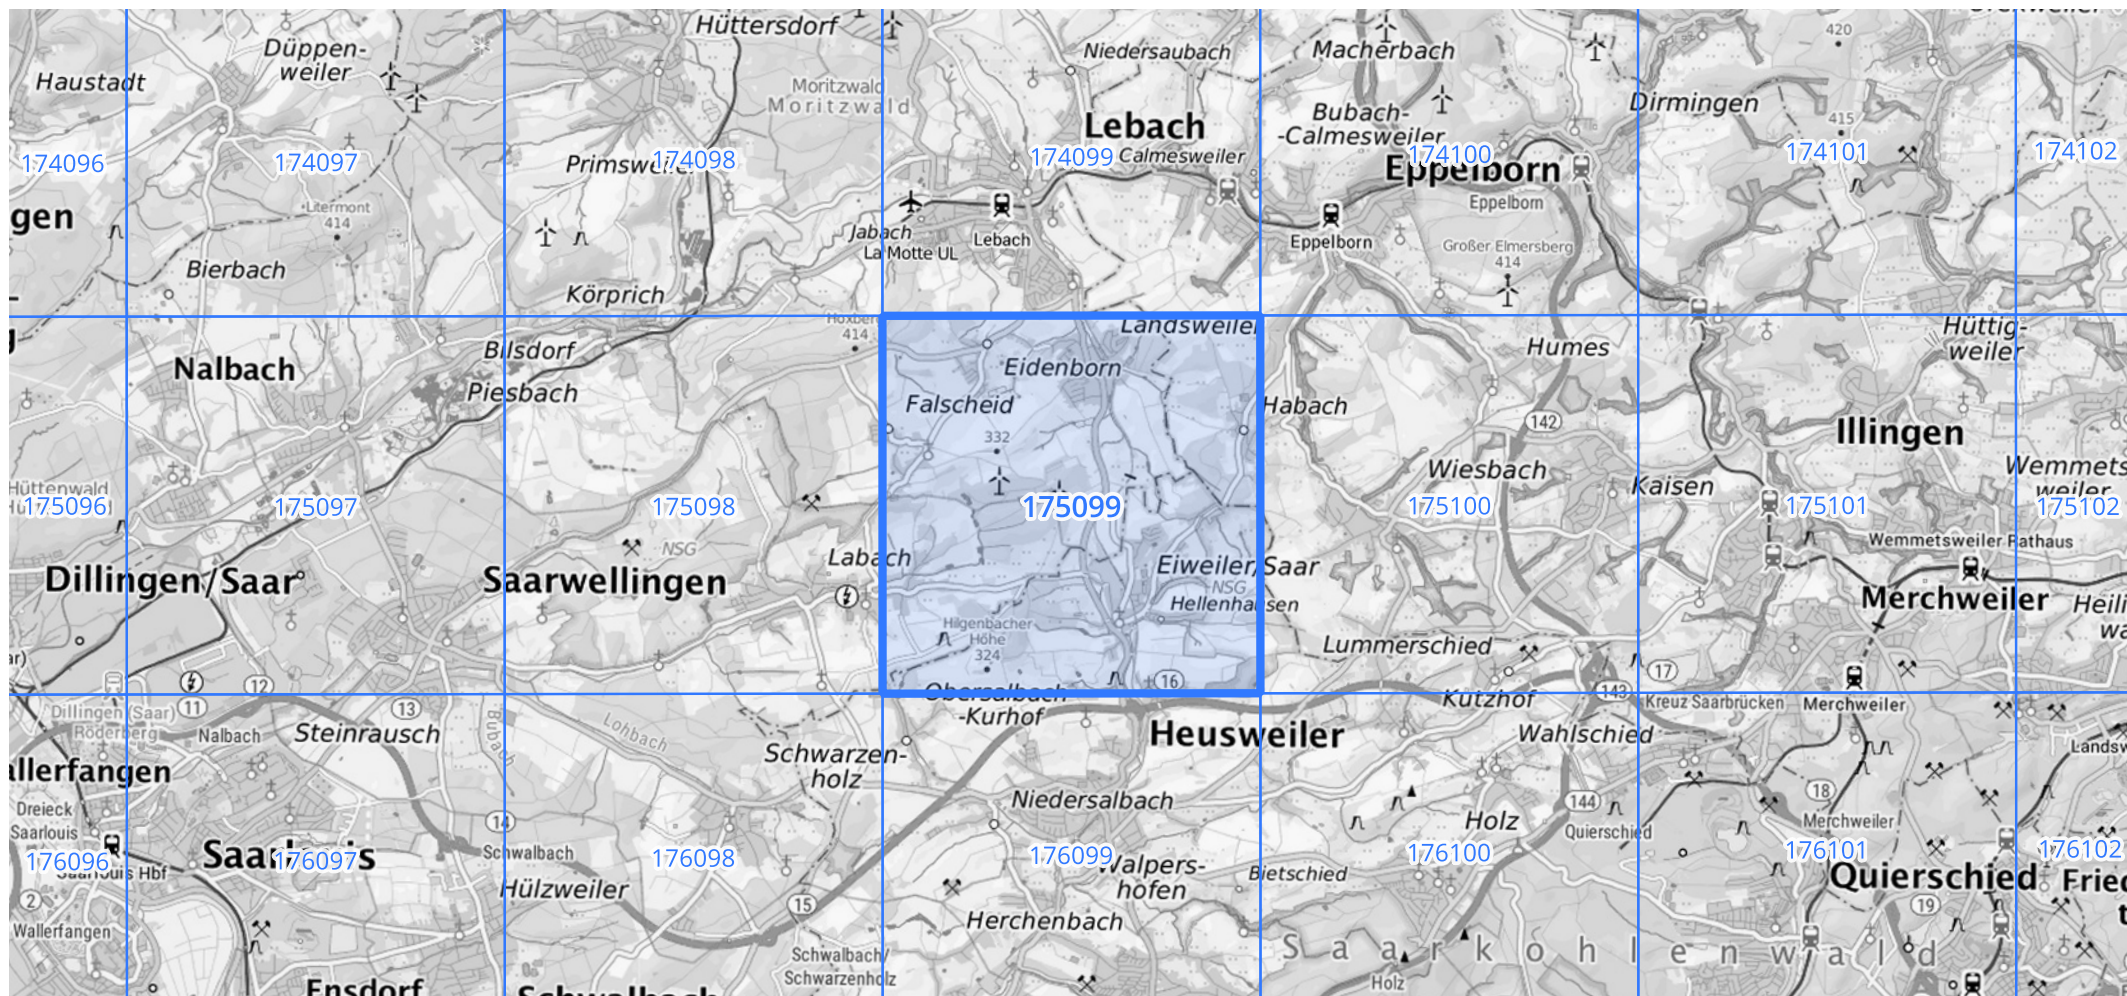 Hüttersdorf
Düppen-
weiler
Haustadt
Niedersaubach
Macherbach
420
Moritzwald
Moritzwald
Dirmingen
Bubach-
-Calmesweiler
415
Lebach
Primsweiler
Calmesweiler
Eppelborn
174096
174097
174098
174099
174100
174101
174102
Litermont
414
gen
Eppelborn
Jabach
La Motte UL
Lebach
Eppelborn
Großer Elmersberg
414
Bierbach
Körprich
Hoxberg
414
Landsweiler
Hüttig-
weiler
Nalbach
Bilsdorf
Piesbach
Eidenborn
Humes
Falscheid
Habach
142
332
Illingen
Wiesbach
Kaisen
Wemmets-
weiler
Hüttenwald
175096
175097
175098
175099
175100
175101
175102
NSG
Labach
Wemmetsweiler Rathaus
Dillingen/Saar
Saarwellingen
Eiweiler/Saar
NSG
Hellenhausen
Merchweiler
Hilgenbacher
Höhe
324
Lummerschied
12
16
17
143
11
13
Obersalbach-
-Kurhof
Kutzhof
Kreuz Saarbrücken
Merchweiler
Dillingen (Saar)
Röderberg
Nalbach
Steinrausch
Bubach
Lohbach
Heusweiler
Wahlschied
Schwarzen-
holz
allerfangen
Dreieck
Saarlouis
14
Schwalbach
Niedersalbach
144
18
Merchweiler
Holz
Quierschied
Saarlouis
176096
176097
176098
176099
176100
176101
176102
Saarlouis Hbf
Walpers-
hofen
Bietschied
Hülzweiler
Quierschied
2
15
19
Wallerfangen
Herchenbach
Saarkohlenwald
Schwalbach/
Schwarzenholz
Holz
Ensdorf
Schwalbach